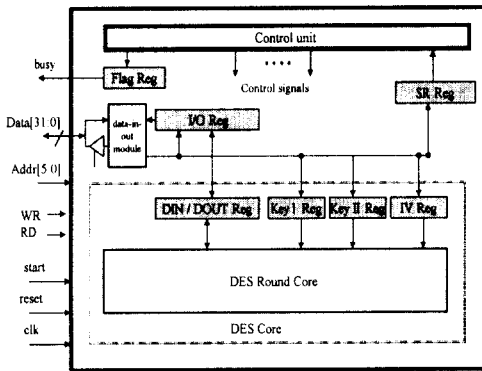 Control unit
busy
Flag Reg
Control signals
SR Reg
Data[31:0]
data-in-
out
module
I/O Reg
Addr[5:0]
DIN / DOUT Reg
Key I Reg
Key II Reg
IV Reg
WR
RD
start
DES Round Core
reset
clk
DES Core